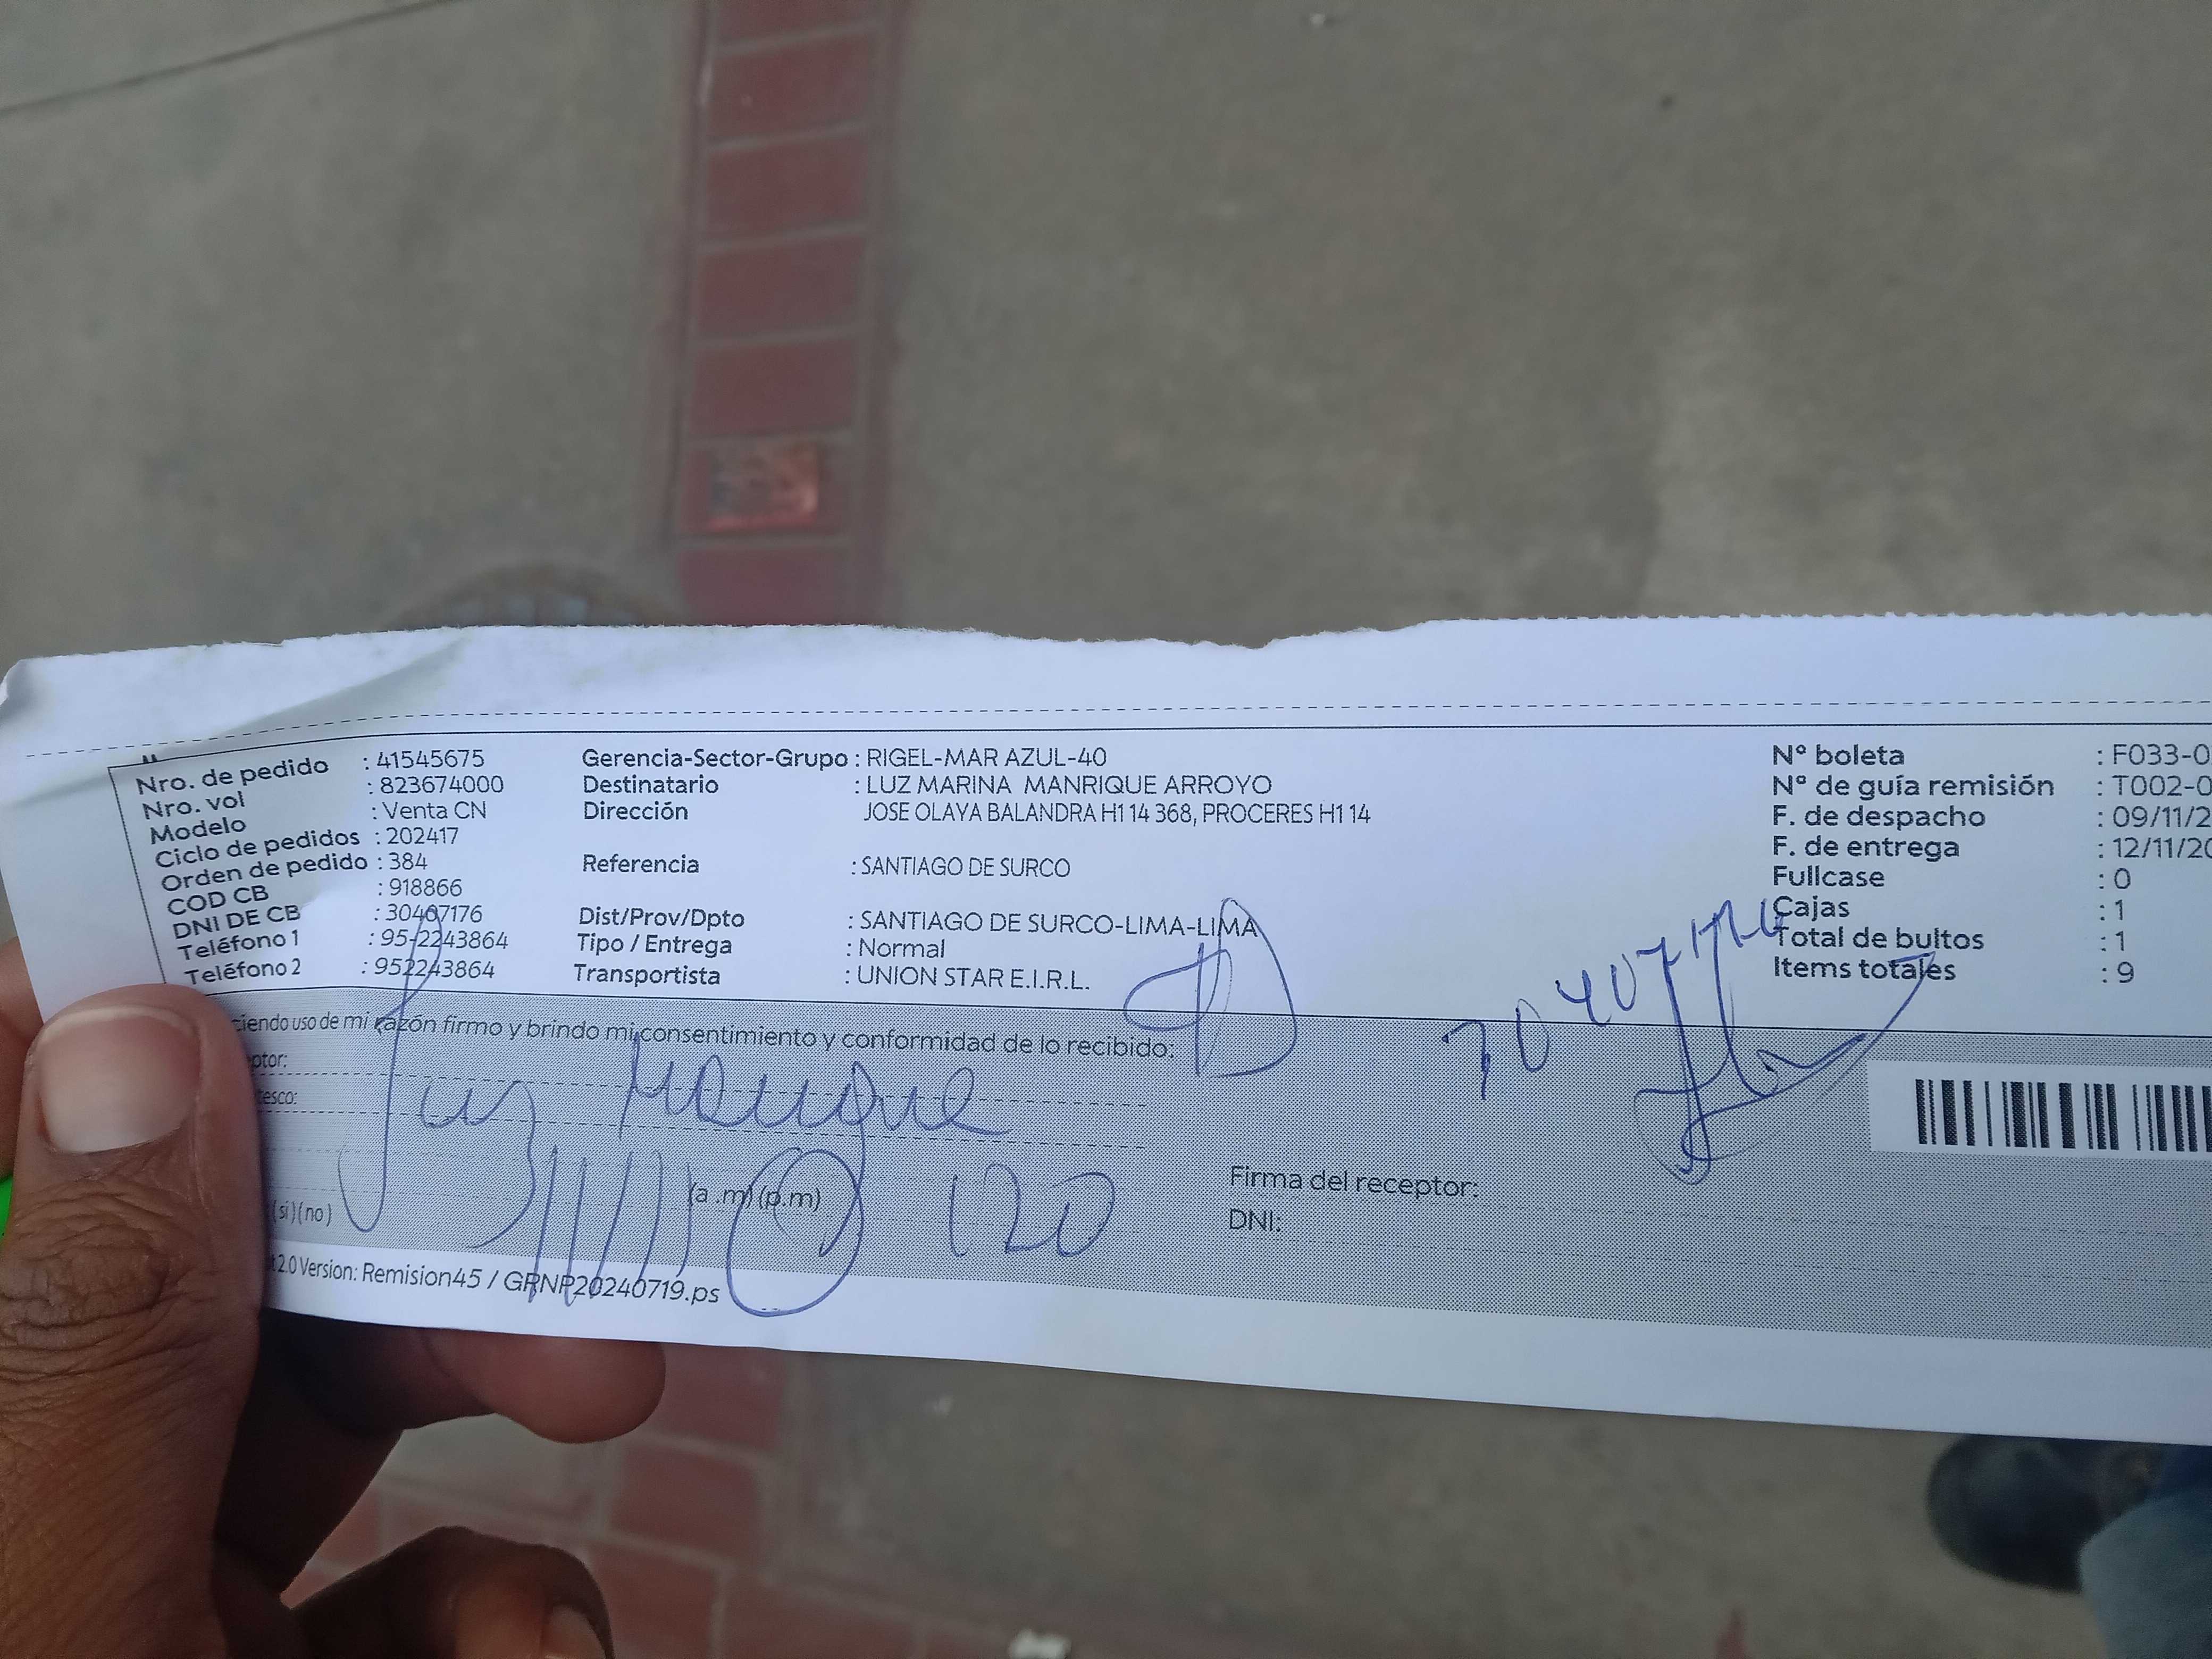 Nro. de pedido : 41545675
Nro. vol : 823674000
Modelo : Venta CN
Ciclo de pedidos : 202417
Orden de pedido : 384
COD CB : 918866
DNI DE CB : 30407176
Teléfono 1 : 95-2243864
Teléfono 2 : 952243864
Gerencia-Sector-Grupo : RIGEL-MAR AZUL-40
Destinatario : LUZ MARINA MANRIQUE ARROYO
Dirección JOSE OLAYA BALANDRA H1 14 368, PROCERES H1 14
Referencia : SANTIAGO DE SURCO
Dist/Prov/Dpto : SANTIAGO DE SURCO-LIMA-LIMA
Tipo / Entrega : Normal
Transportista : UNION STAR E.I.R.L.
Nº boleta : F033-0
Nº de guía remisión : T002-0
F. de despacho : 09/11/2
F. de entrega : 12/11/20
Fullcase : 0
Cajas : 1
Total de bultos : 1
Items totales : 9
ciendo uso de mi razón firmo y brindo mi consentimiento y conformidad de lo recibido:
ptor:
tesco:
Luz
(a .m) (p.m) 120
(si) (no)
Firma del receptor:
DNI:
2.0 Version: Remision45 / GRNP20240719.ps